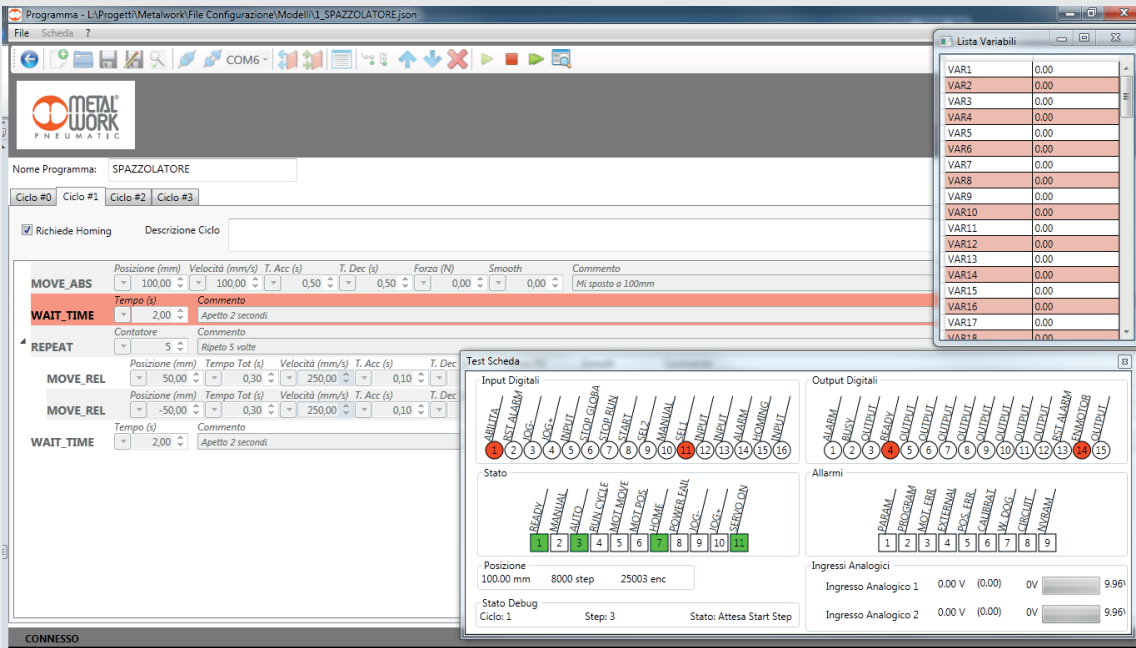 Programma - L:\Progetti\Metalwork\File Configurazione\Modelli\1_SPAZZOLATORE.json
File Scheda ?
COM6
METAL WORK
PNEUMATIC
Nome Programma: SPAZZOLATORE
Ciclo #0 Ciclo #1 Ciclo #2 Ciclo #3
Richiede Homing Descrizione Ciclo
Posizione (mm) Velocità (mm/s) T. Acc (s) T. Dec (s) Forza (N) Smooth Commento
MOVE_ABS 100,00 100,00 0,50 0,50 0,00 0,00 Mi sposto a 100mm
Tempo (s) Commento
WAIT_TIME 2,00 Apetto 2 secondi
Contatore Commento
REPEAT 5 Ripeto 5 volte
Posizione (mm) Tempo Tot (s) Velocità (mm/s) T. Acc (s) T. Dec
MOVE_REL 50,00 0,30 250,00 0,10
Posizione (mm) Tempo Tot (s) Velocità (mm/s) T. Acc (s) T. Dec
MOVE_REL -50,00 0,30 250,00 0,10
Tempo (s) Commento
WAIT_TIME 2,00 Apetto 2 secondi
CONNESSO
Lista Variabili
VAR1 0.00
VAR2 0.00
VAR3 0.00
VAR4 0.00
VAR5 0.00
VAR6 0.00
VAR7 0.00
VAR8 0.00
VAR9 0.00
VAR10 0.00
VAR11 0.00
VAR12 0.00
VAR13 0.00
VAR14 0.00
VAR15 0.00
VAR16 0.00
VAR17 0.00
VAR18 0.00
Test Scheda
Input Digitali
ABILITA RST ALARM JOG- JOG+ INPUT STOP GLOBA STOP RUN START SEL2 MANUAL SEL1 INPUT INPUT ALARM HOMING INPUT
1 2 3 4 5 6 7 8 9 10 11 12 13 14 15 16
Output Digitali
ALARM BUSY OUTPUT READY OUTPUT OUTPUT OUTPUT OUTPUT OUTPUT OUTPUT OUTPUT OUTPUT RST ALARM ENMOTOR OUTPUT
1 2 3 4 5 6 7 8 9 10 11 12 13 14 15
Stato
READY MANUAL AUTO RUN CYCLE MOT MOVE MOT POS. HOME POWER FAIL JOG- JOG+ SERVO ON
1 2 3 4 5 6 7 8 9 10 11
Allarmi
PARAM. PROGRAM MOT. ERR EXTERNAL POS. ERR CALIBRAT W. DOG CIRCUIT NVRAM
1 2 3 4 5 6 7 8 9
Posizione
100.00 mm 8000 step 25003 enc
Stato Debug
Ciclo: 1 Step: 3 Stato: Attesa Start Step
Ingressi Analogici
Ingresso Analogico 1 0.00 V (0.00) 0V 9.96
Ingresso Analogico 2 0.00 V (0.00) 0V 9.96